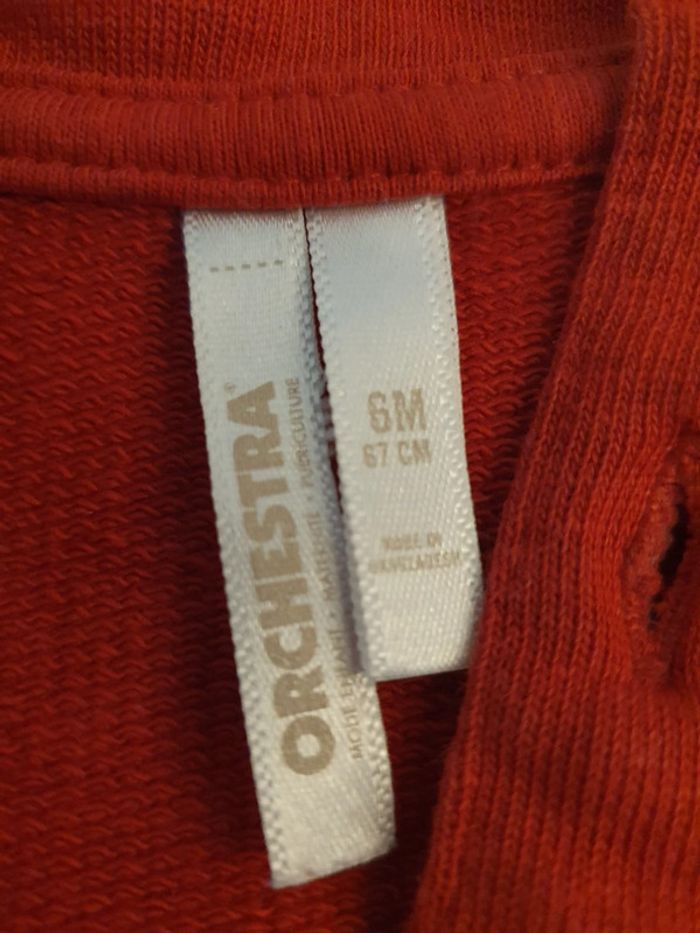 ORCHESTRA®
MODE ENFANT • MATERNITÉ • PUÉRICULTURE
6M
67 CM
MADE IN
BANGLADESH